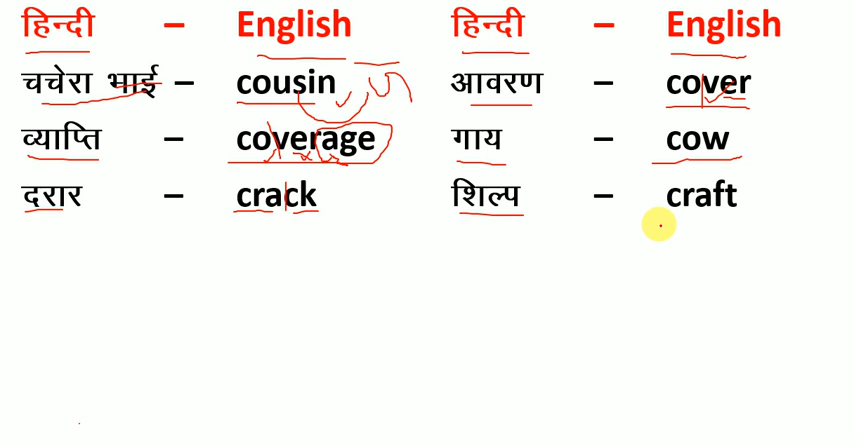 हिन्दी – English हिन्दी – English
चचेरा भाई – cousin आवरण – cover
व्याप्ति – coverage गाय – cow
दरार – crack शिल्प – craft